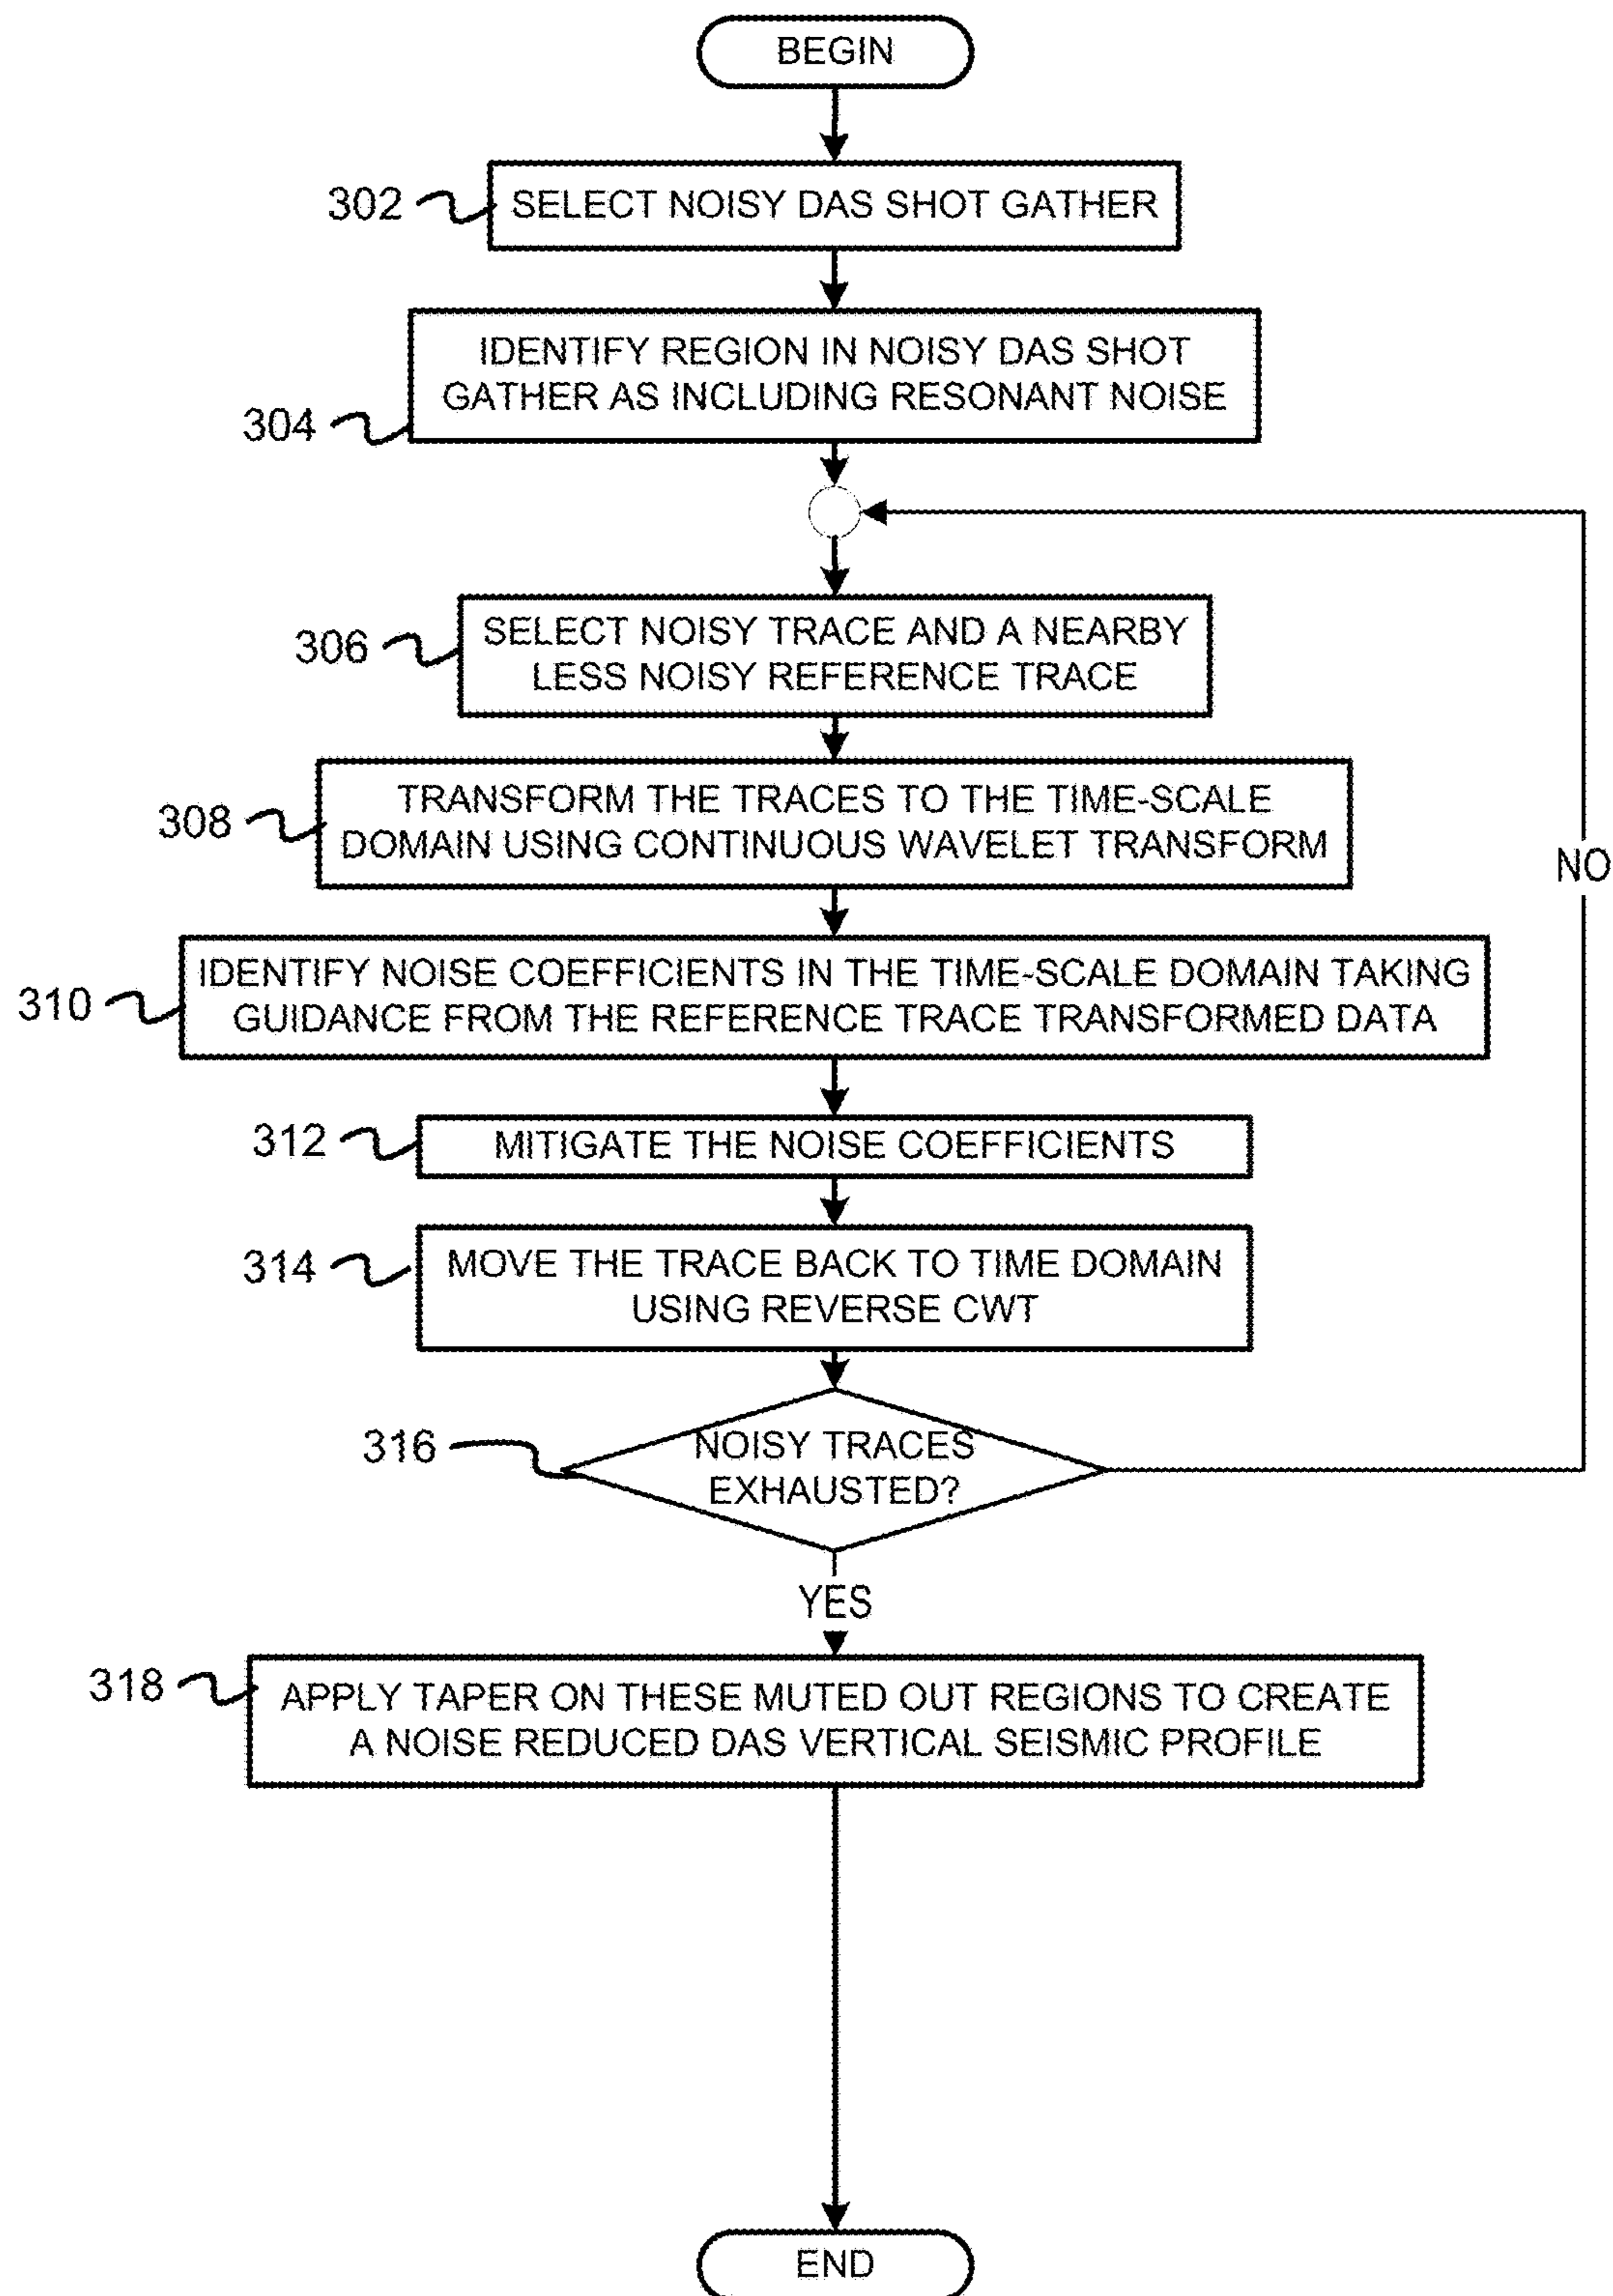 BEGIN
302
SELECT NOISY DAS SHOT GATHER
IDENTIFY REGION IN NOISY DAS SHOT
GATHER AS INCLUDING RESONANT NOISE
304
306
SELECT NOISY TRACE AND A NEARBY
LESS NOISY REFERENCE TRACE
308
TRANSFORM THE TRACES TO THE TIME-SCALE
DOMAIN USING CONTINUOUS WAVELET TRANSFORM
NO
310
IDENTIFY NOISE COEFFICIENTS IN THE TIME-SCALE DOMAIN TAKING
GUIDANCE FROM THE REFERENCE TRACE TRANSFORMED DATA
312
MITIGATE THE NOISE COEFFICIENTS
314
MOVE THE TRACE BACK TO TIME DOMAIN
USING REVERSE CWT
316
NOISY TRACES
EXHAUSTED?
YES
318
APPLY TAPER ON THESE MUTED OUT REGIONS TO CREATE
A NOISE REDUCED DAS VERTICAL SEISMIC PROFILE
END